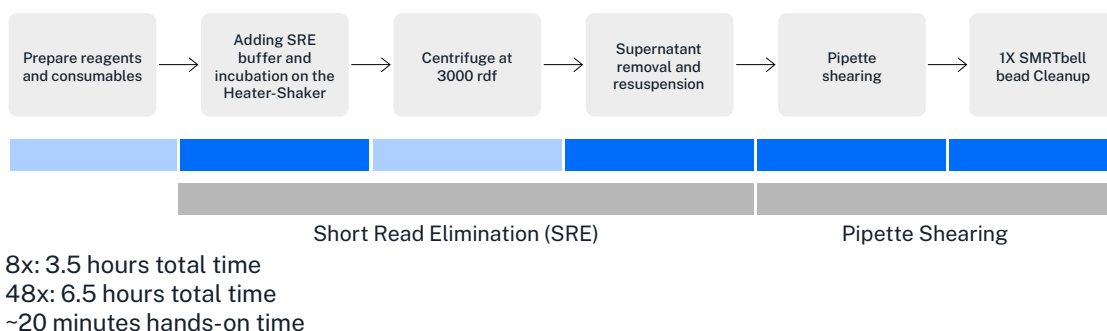 Prepare reagents
and consumables
Adding SRE
buffer and
incubation on the
Heater-Shaker
Centrifuge at
3000 rdf
Supernatant
removal and
resuspension
Pipette
shearing
1X SMRTbell
bead Cleanup
Short Read Elimination (SRE)
Pipette Shearing
8x: 3.5 hours total time
48x: 6.5 hours total time
~20 minutes hands-on time